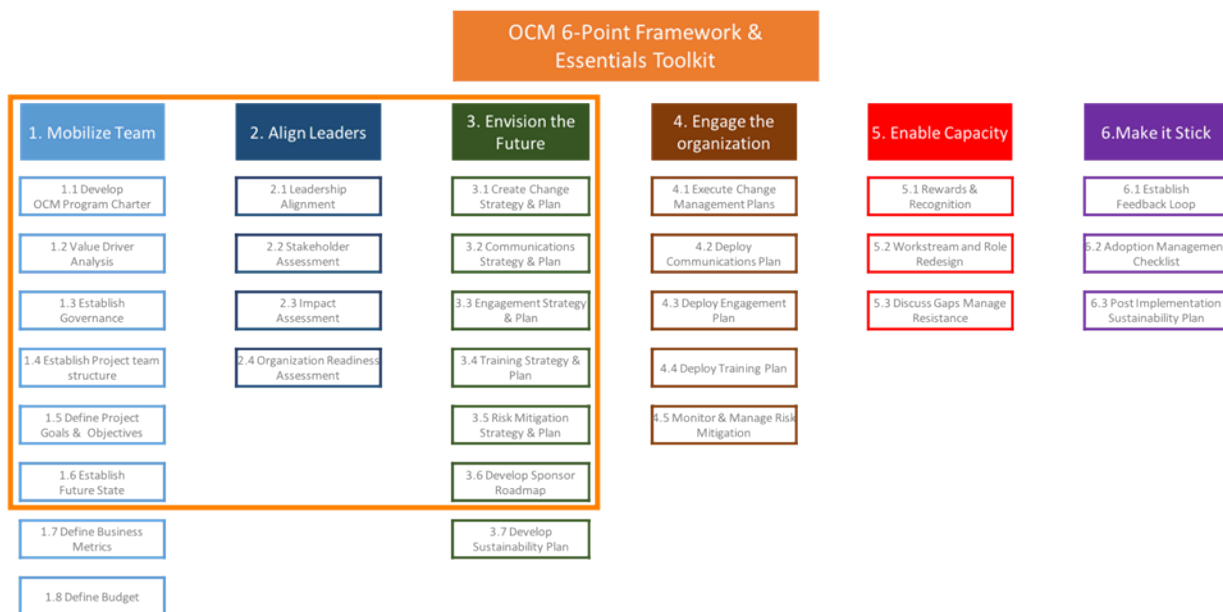 OCM 6-Point Framework &
Essentials Toolkit
1. Mobilize Team
1.1 Develop
OCM Program Charter
1.2 Value Driver
Analysis
1.3 Establish
Governance
1.4 Establish Project team
structure
1.5 Define Project
Goals & Objectives
1.6 Establish
Future State
1.7 Define Business
Metrics
1.8 Define Budget
2. Align Leaders
2.1 Leadership
Alignment
2.2 Stakeholder
Assessment
2.3 Impact
Assessment
2.4 Organization Readiness
Assessment
3. Envision the
Future
3.1 Create Change
Strategy & Plan
3.2 Communications
Strategy & Plan
3.3 Engagement Strategy
& Plan
3.4 Training Strategy &
Plan
3.5 Risk Mitigation
Strategy & Plan
3.6 Develop Sponsor
Roadmap
3.7 Develop
Sustainability Plan
4. Engage the
organization
4.1 Execute Change
Management Plans
4.2 Deploy
Communications Plan
4.3 Deploy Engagement
Plan
4.4 Deploy Training Plan
4.5 Monitor & Manage Risk
Mitigation
5. Enable Capacity
5.1 Rewards &
Recognition
5.2 Workstream and Role
Redesign
5.3 Discuss Gaps Manage
Resistance
6.Make it Stick
6.1 Establish
Feedback Loop
6.2 Adoption Management
Checklist
6.3 Post Implementation
Sustainability Plan